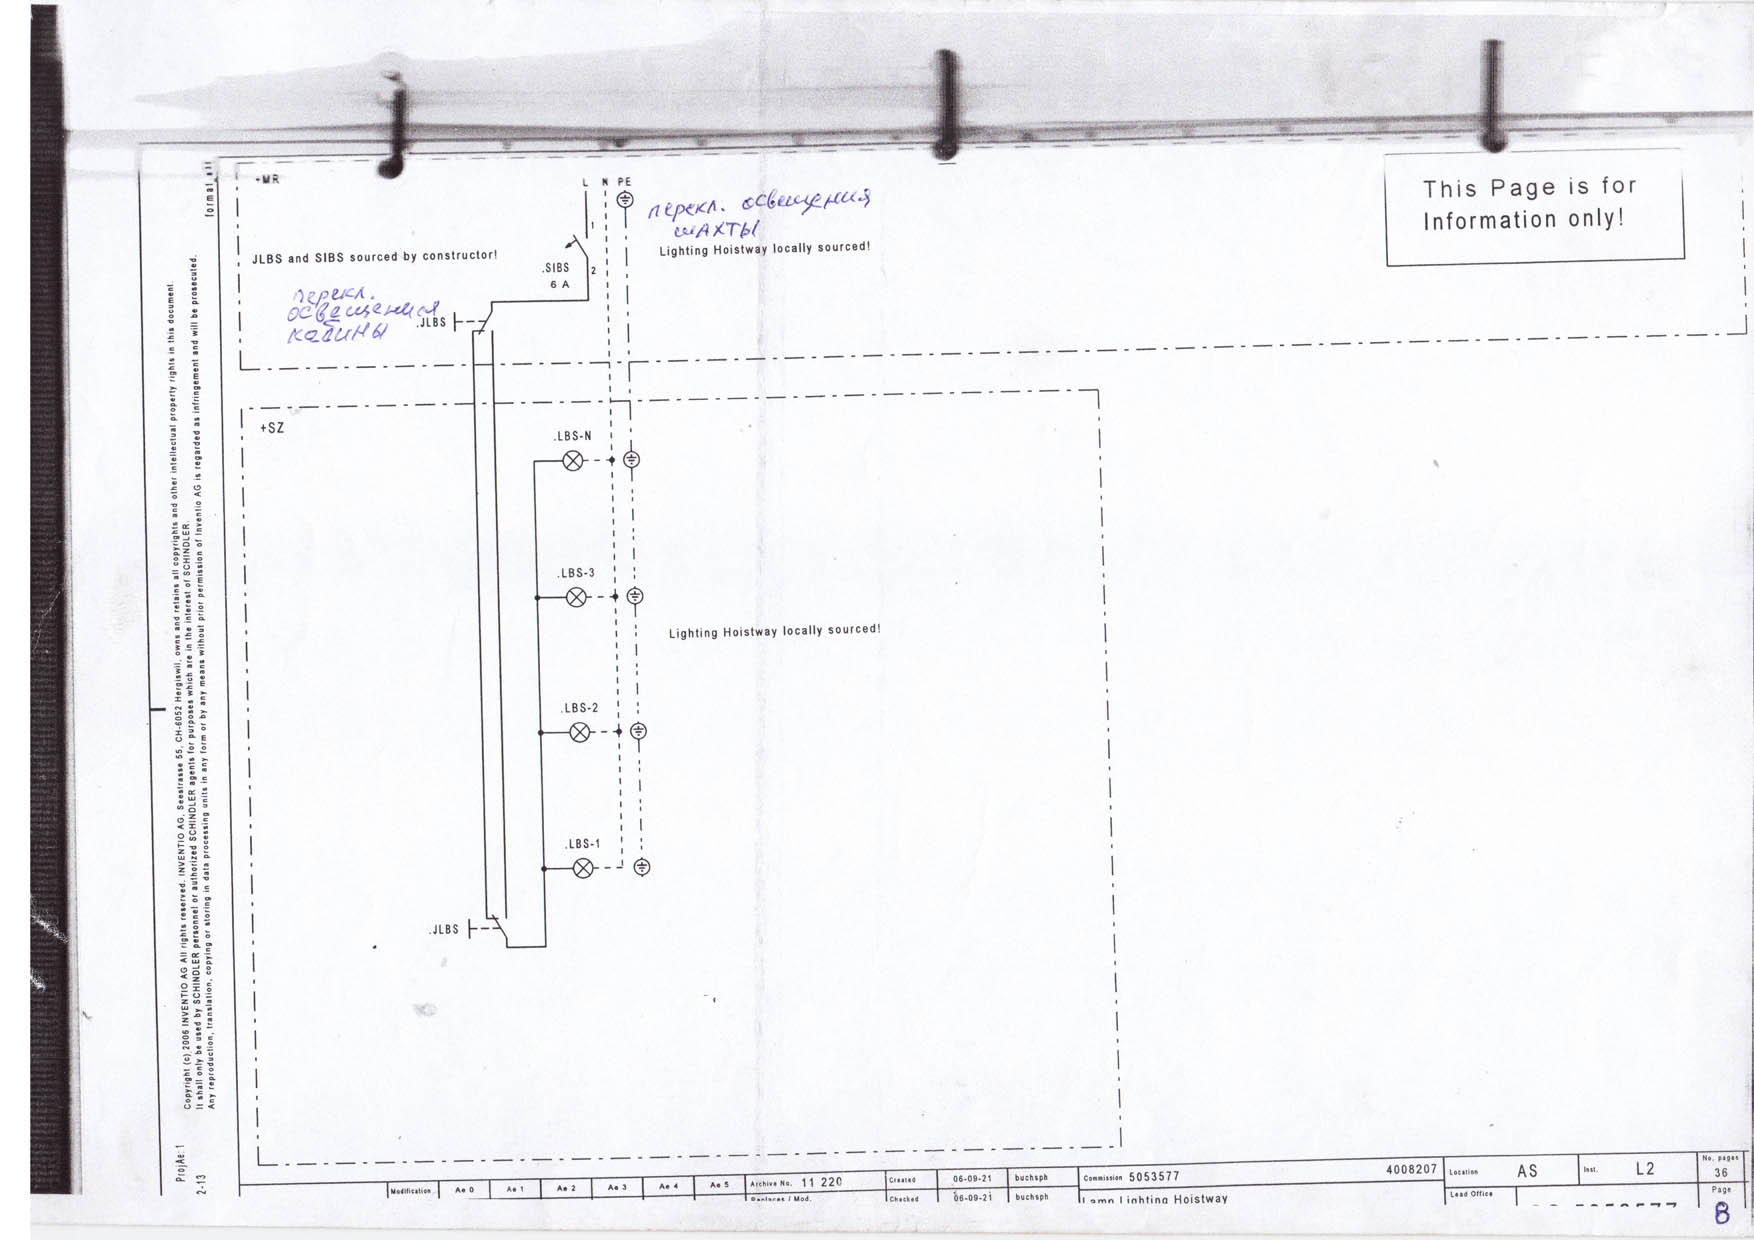 This Page is for
Information only!
+MR
L N PE
перекл. освещения
шахты
1
JLBS and SIBS sourced by constructor!
Lighting Hoistway locally sourced!
.SIBS 2
6 A
перекл.
освещения
кабины
.JLBS
+SZ
.LBS-N
.LBS-3
Lighting Hoistway locally sourced!
.LBS-2
.LBS-1
.JLBS
format_all
Copyright (c) 2006 INVENTIO AG All rights reserved. INVENTIO AG, Seestrasse 55, CH-6052 Hergiswil, owns and retains all copyrights and other intellectual property rights in this document.
It shall only be used by SCHINDLER personnel or authorized SCHINDLER agents for purposes which are in the interest of SCHINDLER.
Any reproduction, translation, copying or storing in data processing units in any form or by any means without prior permission of Inventio AG is regarded as infringement and will be prosecuted.
ProjAe: 1
2-13
Modification Ae 0 Ae 1 Ae 2 Ae 3 Ae 4 Ae 5
Archive No. 11 220
Replaces / Mod.
Created 06-09-21 buchsph
Checked 06-09-21 buchsph
Commission 5053577 4008207
Lamp Lighting Hoistway
Location AS
Inst. L2
Lead Office
No. pages
36
Page
8